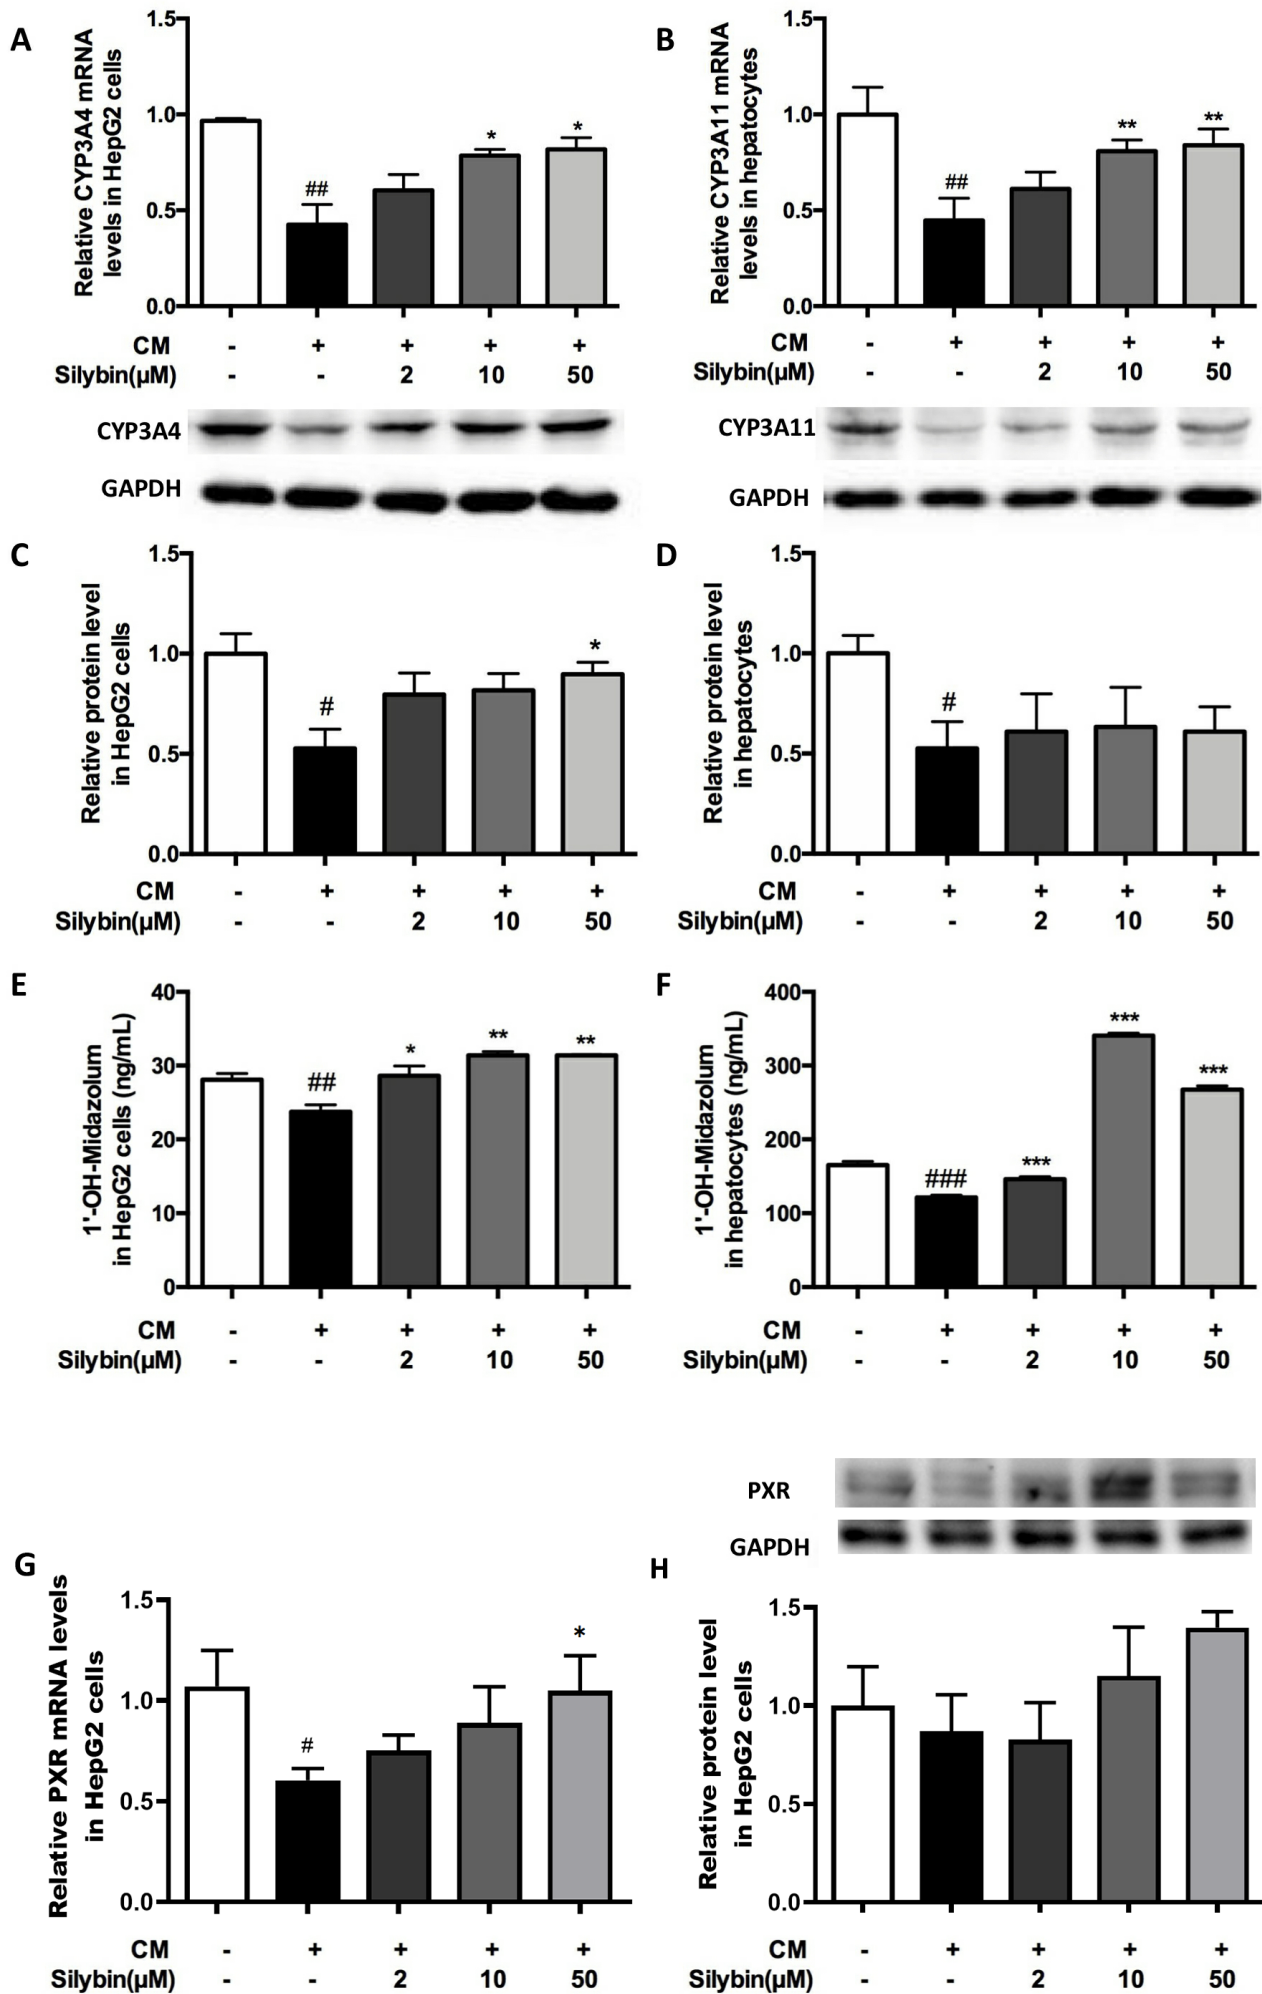 A
Relative CYP3A4 mRNA
levels in HepG2 cells
1.5
1.0
0.5
0.0
##
*
*
CM - + + + +
Silybin(µM) - - 2 10 50
B
Relative CYP3A11 mRNA
levels in hepatocytes
1.5
1.0
0.5
0.0
##
**
**
CM - + + + +
Silybin(µM) - - 2 10 50
CYP3A4
GAPDH
CYP3A11
GAPDH
C
Relative protein level
in HepG2 cells
1.5
1.0
0.5
0.0
#
*
CM - + + + +
Silybin(µM) - - 2 10 50
D
Relative protein level
in hepatocytes
1.5
1.0
0.5
0.0
#
CM - + + + +
Silybin(µM) - - 2 10 50
E
1'-OH-Midazolum
in HepG2 cells (ng/mL)
40
30
20
10
0
##
*
**
**
CM - + + + +
Silybin(µM) - - 2 10 50
F
1'-OH-Midazolum
in hepatocytes (ng/mL)
400
300
200
100
0
###
***
***
***
CM - + + + +
Silybin(µM) - - 2 10 50
PXR
GAPDH
G
Relative PXR mRNA levels
in HepG2 cells
1.5
1.0
0.5
0.0
#
*
CM - + + + +
Silybin(µM) - - 2 10 50
H
Relative protein level
in HepG2 cells
1.5
1.0
0.5
0.0
CM - + + + +
Silybin(µM) - - 2 10 50